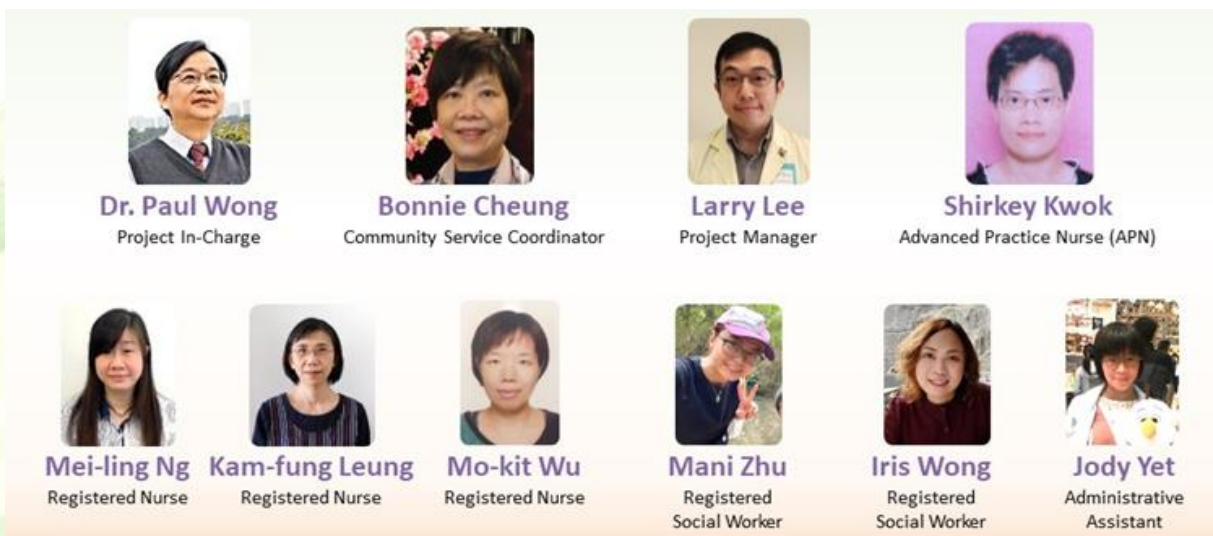 Dr. Paul Wong
Project In-Charge
Bonnie Cheung
Community Service Coordinator
Larry Lee
Project Manager
Shirkey Kwok
Advanced Practice Nurse (APN)
Mei-ling Ng
Registered Nurse
Kam-fung Leung
Registered Nurse
Mo-kit Wu
Registered Nurse
Mani Zhu
Registered
Social Worker
Iris Wong
Registered
Social Worker
Jody Yet
Administrative
Assistant